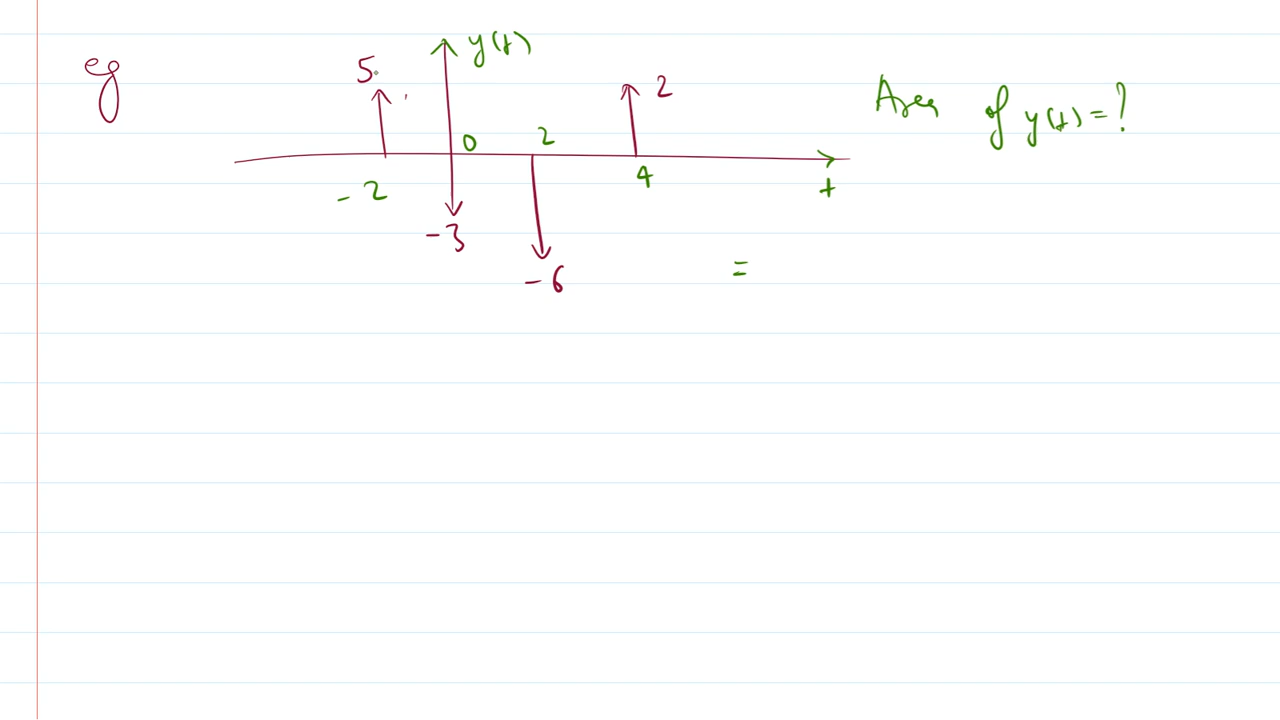 eg
5
y(t)
2
Area of y(t) = ?
0
2
-2
4
t
-3
-6
=